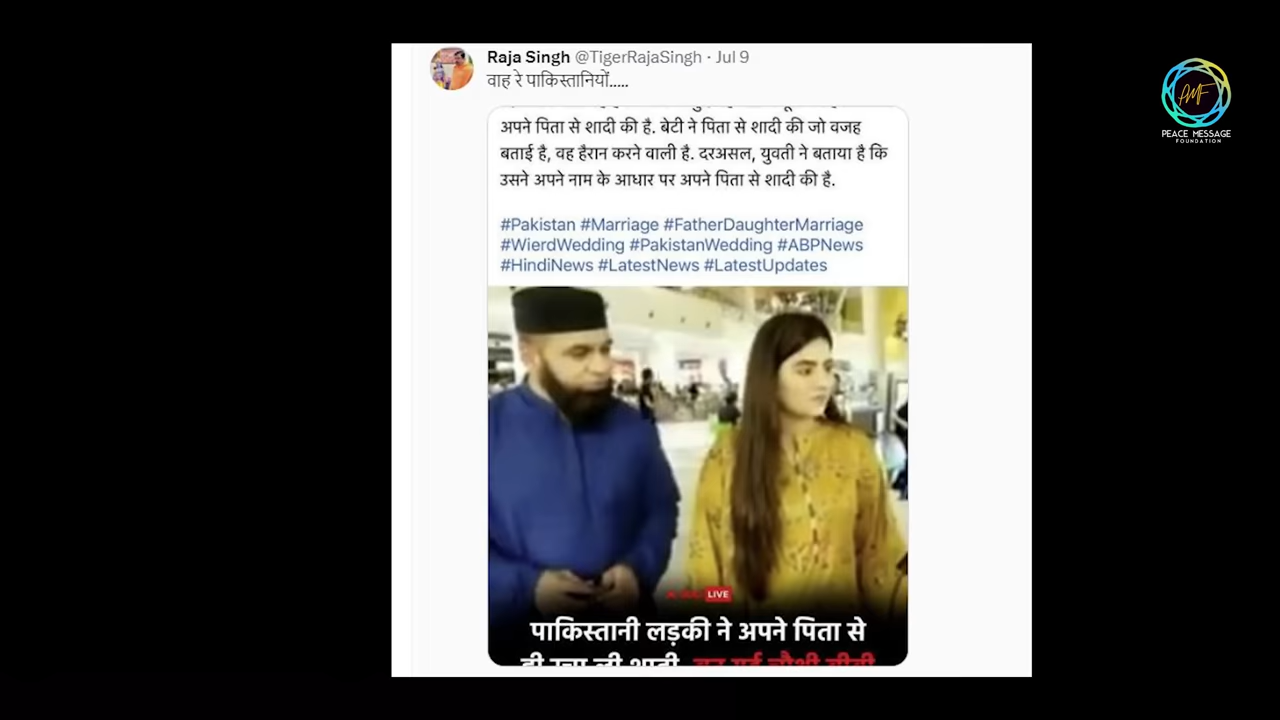 Raja Singh @TigerRajaSingh · Jul 9
वाह रे पाकिस्तानियों.....
अपने पिता से शादी की है. बेटी ने पिता से शादी की जो वजह
बताई है, वह हैरान करने वाली है. दरअसल, युवती ने बताया है कि
उसने अपने नाम के आधार पर अपने पिता से शादी की है.
#Pakistan #Marriage #FatherDaughterMarriage
#WierdWedding #PakistanWedding #ABPNews
#HindiNews #LatestNews #LatestUpdates
LIVE
पाकिस्तानी लड़की ने अपने पिता से
PMF
PEACE MESSAGE
FOUNDATION